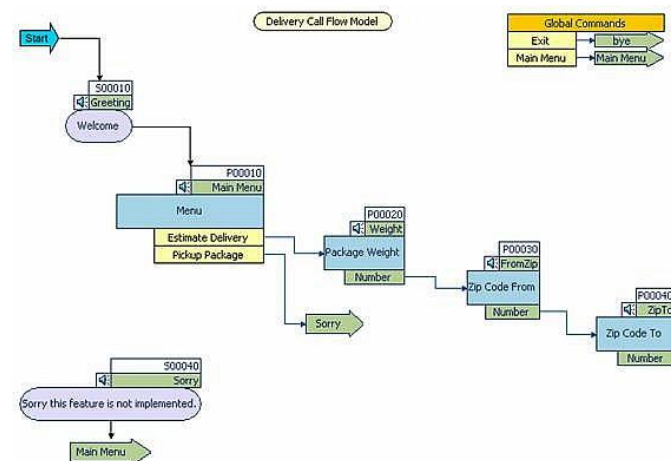 Delivery Call Flow Model
Start
Global Commands
Exit
bye
Main Menu
Main Menu
S00010
Greeting
Welcome
P00010
Main Menu
Menu
Estimate Delivery
Pickup Package
P00020
Weight
Package Weight
Number
P00030
FromZip
Zip Code From
Number
P00040
ZipTo
Zip Code To
Number
Sorry
S00040
Sorry
Sorry this feature is not implemented.
Main Menu